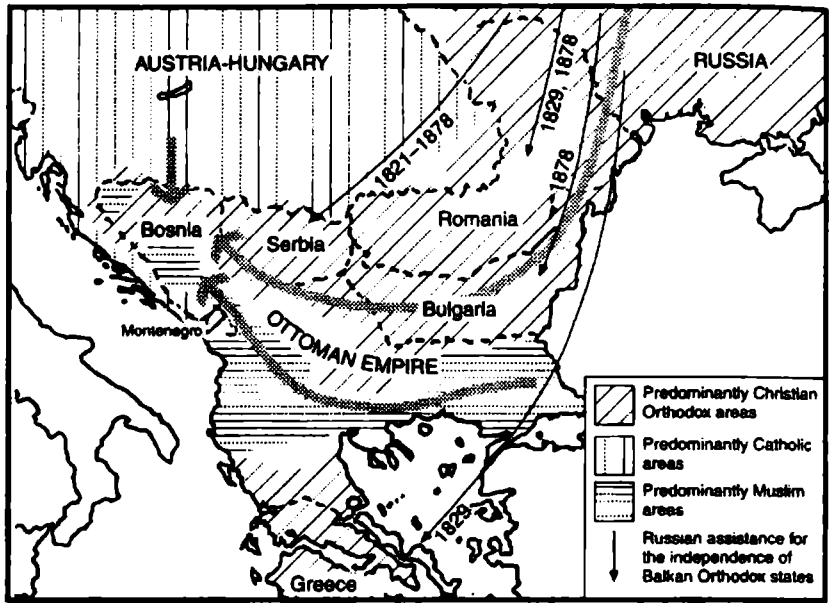 AUSTRIA-HUNGARY
RUSSIA
1829, 1878
1821–1878
1878
Romania
Bosnia
Serbia
Bulgaria
Montenegro
OTTOMAN EMPIRE
1829
Greece
Predominantly Christian
Orthodox areas
Predominantly Catholic
areas
Predominantly Muslim
areas
Russian assistance for
the independence of
Balkan Orthodox states